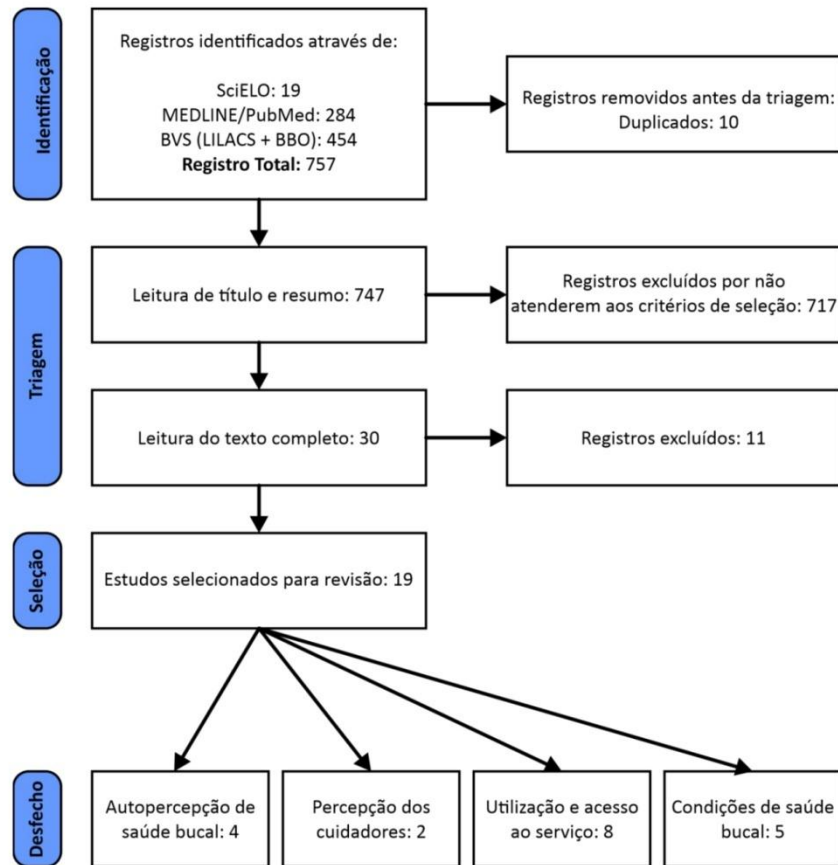 Identificação
Registros identificados através de:
SciELO: 19
MEDLINE/PubMed: 284
BVS (LILACS + BBO): 454
Registro Total: 757
Registros removidos antes da triagem:
Duplicados: 10
Triagem
Leitura de título e resumo: 747
Registros excluídos por não
atenderem aos critérios de seleção: 717
Leitura do texto completo: 30
Registros excluídos: 11
Seleção
Estudos selecionados para revisão: 19
Desfecho
Autopercepção de
saúde bucal: 4
Percepção dos
cuidadores: 2
Utilização e acesso
ao serviço: 8
Condições de saúde
bucal: 5